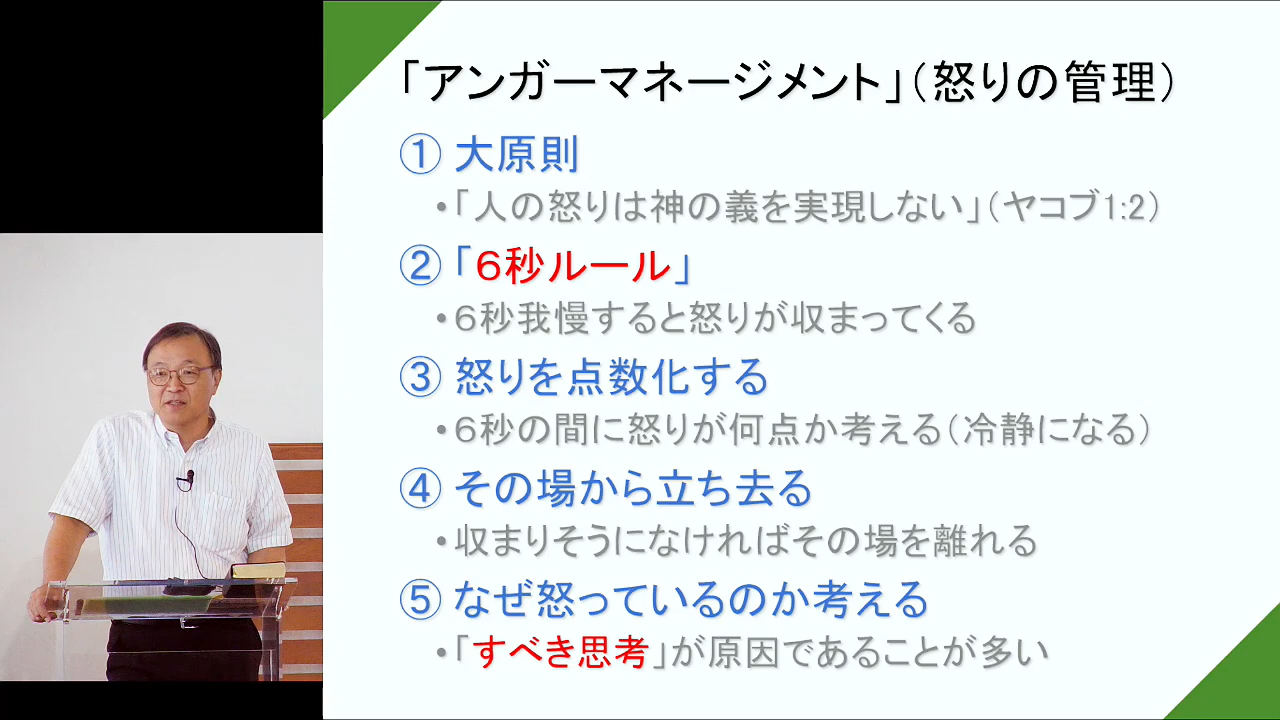 「アンガーマネージメント」（怒りの管理）
① 大原則
•「人の怒りは神の義を実現しない」（ヤコブ1:2）
② 「６秒ルール」
•６秒我慢すると怒りが収まってくる
③ 怒りを点数化する
•６秒の間に怒りが何点か考える（冷静になる）
④ その場から立ち去る
•収まりそうになければその場を離れる
⑤ なぜ怒っているのか考える
•「すべき思考」が原因であることが多い